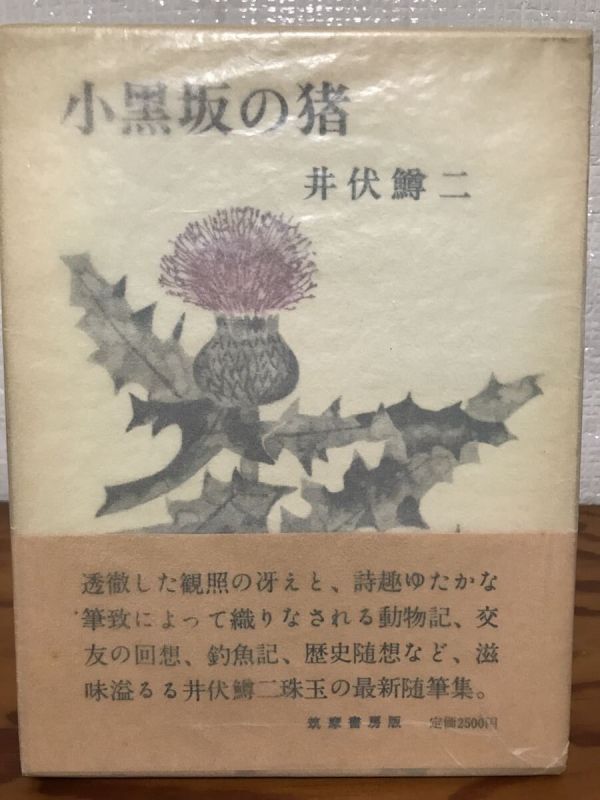 小黒坂の猪
井伏鱒二
透徹した観照の冴えと、詩趣ゆたかな
筆致によって織りなされる動物記、交
友の回想、釣魚記、歴史随想など、滋
味溢るる井伏鱒二珠玉の最新随筆集。
筑摩書房版 定価2500円